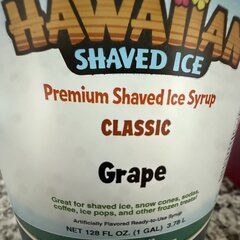 HAWAIIAN
SHAVED ICE
Premium Shaved Ice Syrup
CLASSIC
Grape
Great for shaved ice, snow cones, sodas,
coffee, ice pops, and other frozen treats!
Artificially Flavored Ready-to-Use Syrup
NET 128 FL. OZ. (1 GAL) 3.78 L